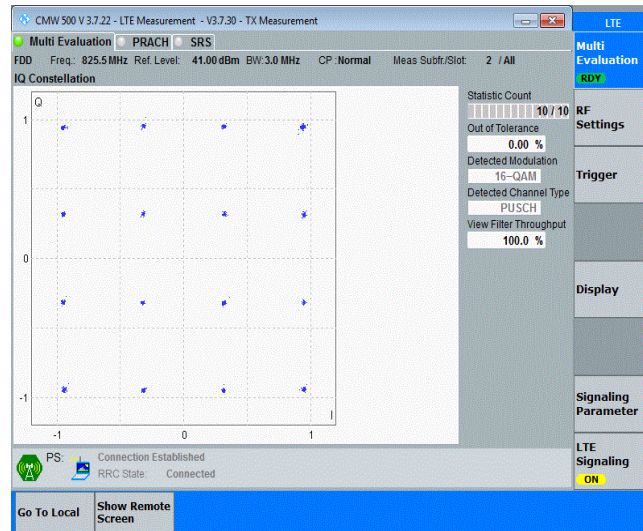 CMW 500 V 3.7.22 - LTE Measurement - V3.7.30 - TX Measurement
LTE
Multi Evaluation PRACH SRS
FDD Freq.: 825.5 MHz Ref. Level: 41.00 dBm BW: 3.0 MHz CP : Normal Meas Subfr./Slot: 2 / All
IQ Constellation
Q
1
0
-1
-1 0 1
I
Statistic Count
10 / 10
Out of Tolerance
0.00 %
Detected Modulation
16-QAM
Detected Channel Type
PUSCH
View Filter Throughput
100.0 %
Multi
Evaluation
RDY
RF
Settings
Trigger
Display
Signaling
Parameter
LTE
Signaling
ON
PS: Connection Established
RRC State: Connected
Go To Local
Show Remote
Screen